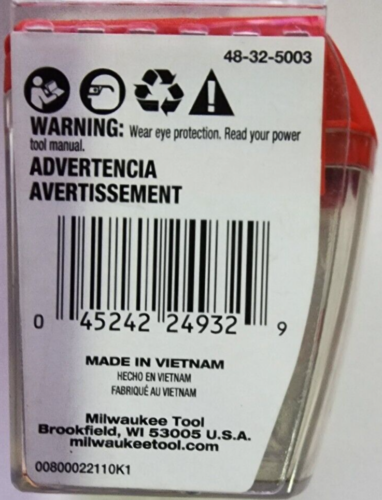 48-32-5003
WARNING: Wear eye protection. Read your power
tool manual.
ADVERTENCIA
AVERTISSEMENT
0 45242 24932 9
MADE IN VIETNAM
HECHO EN VIETNAM
FABRIQUÉ AU VIETNAM
Milwaukee Tool
Brookfield, WI 53005 U.S.A.
milwaukeetool.com
00800022110K1